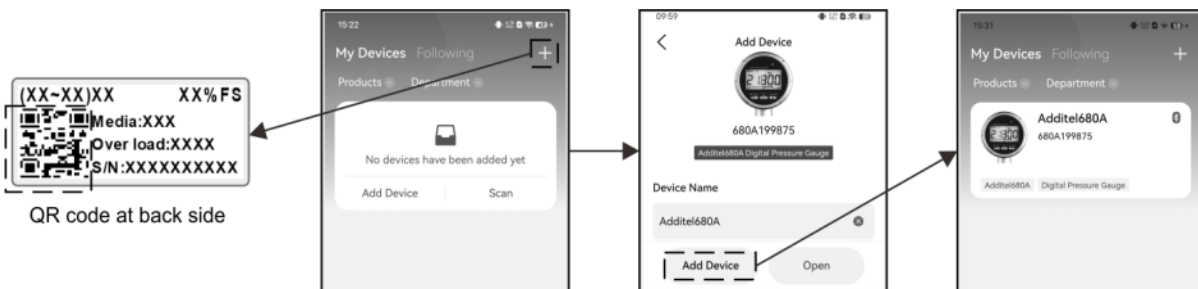 (XX~XX)XX XX%FS
Media:XXX
Over load:XXXX
S/N:XXXXXXXXXX
QR code at back side
15:22
My Devices Following +
Products Department
No devices have been added yet
Add Device Scan
09:59
Add Device
21800
680A199875
Additel680A Digital Pressure Gauge
Device Name
Additel680A
Add Device Open
15:31
My Devices Following +
Products Department
Additel680A
680A199875
Additel680A Digital Pressure Gauge